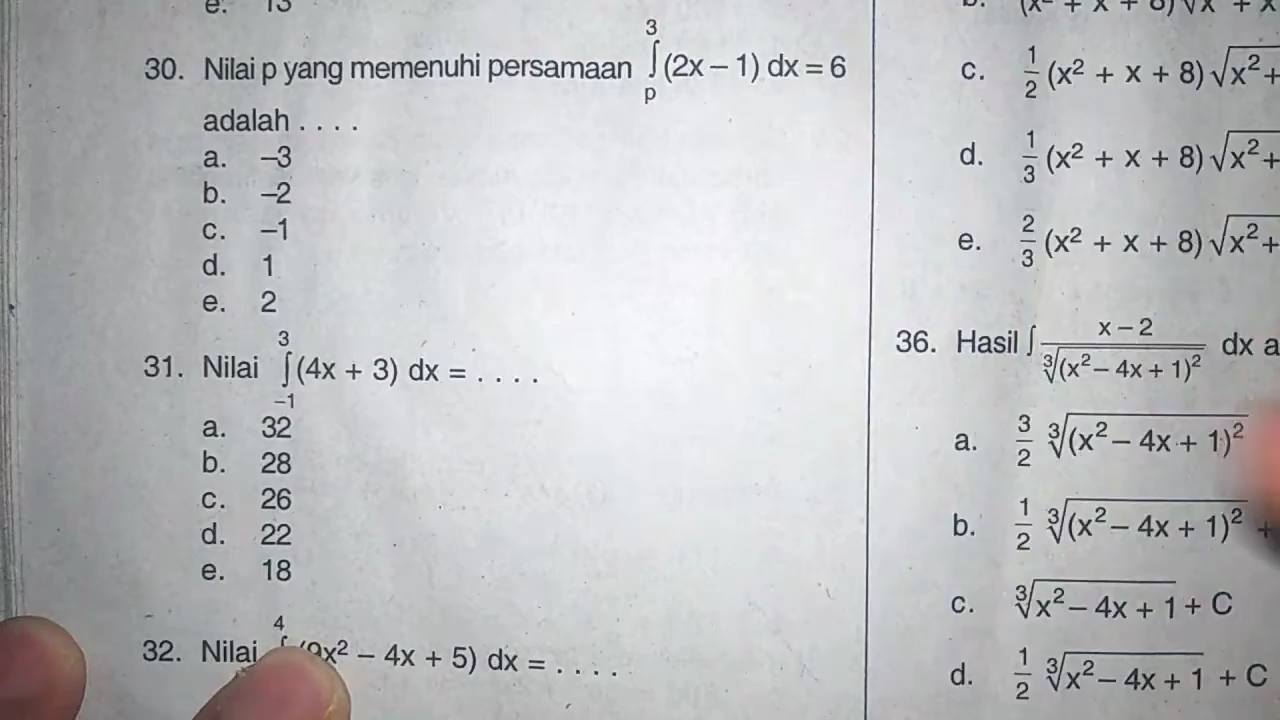 e. 13
30. Nilai p yang memenuhi persamaan ∫_p^3 (2x – 1) dx = 6
adalah . . . .
a. –3
b. –2
c. –1
d. 1
e. 2
31. Nilai ∫_{–1}^3 (4x + 3) dx = . . . .
a. 32
b. 28
c. 26
d. 22
e. 18
32. Nilai ∫^4 x² – 4x + 5) dx = . . . .
c. 1/2 (x² + x + 8) √x² +
d. 1/3 (x² + x + 8) √x² +
e. 2/3 (x² + x + 8) √x² +
36. Hasil ∫ (x – 2)/∛(x² – 4x + 1)² dx a
a. 3/2 ∛(x² – 4x + 1)²
b. 1/2 ∛(x² – 4x + 1)² +
c. ∛x² – 4x + 1 + C
d. 1/2 ∛x² – 4x + 1 + C